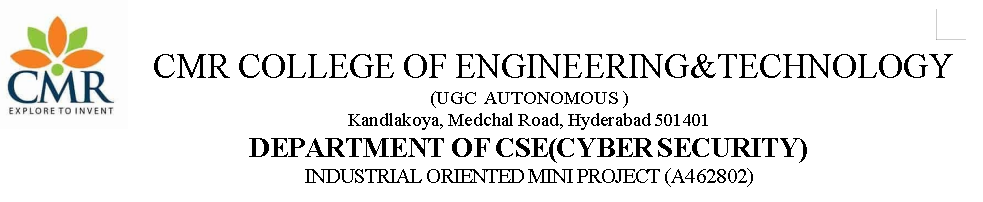 CMR
EXPLORE TO INVENT
CMR COLLEGE OF ENGINEERING&TECHNOLOGY
(UGC AUTONOMOUS )
Kandlakoya, Medchal Road, Hyderabad 501401
DEPARTMENT OF CSE(CYBER SECURITY)
INDUSTRIAL ORIENTED MINI PROJECT (A462802)